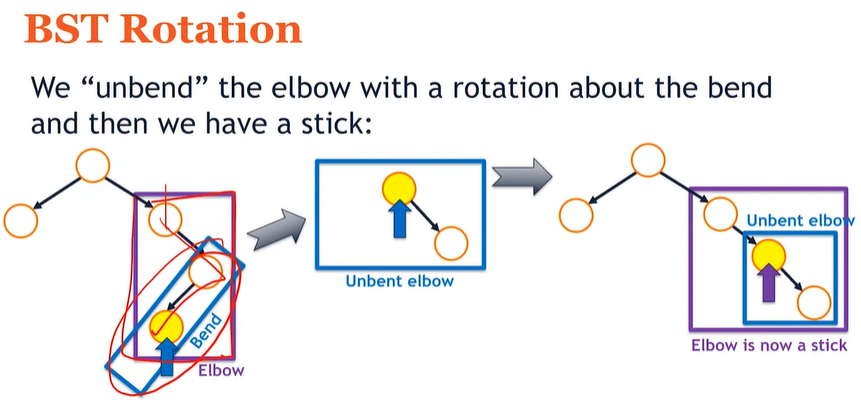 BST Rotation
We “unbend” the elbow with a rotation about the bend
and then we have a stick:
Bend
Elbow
Unbent elbow
Unbent elbow
Elbow is now a stick